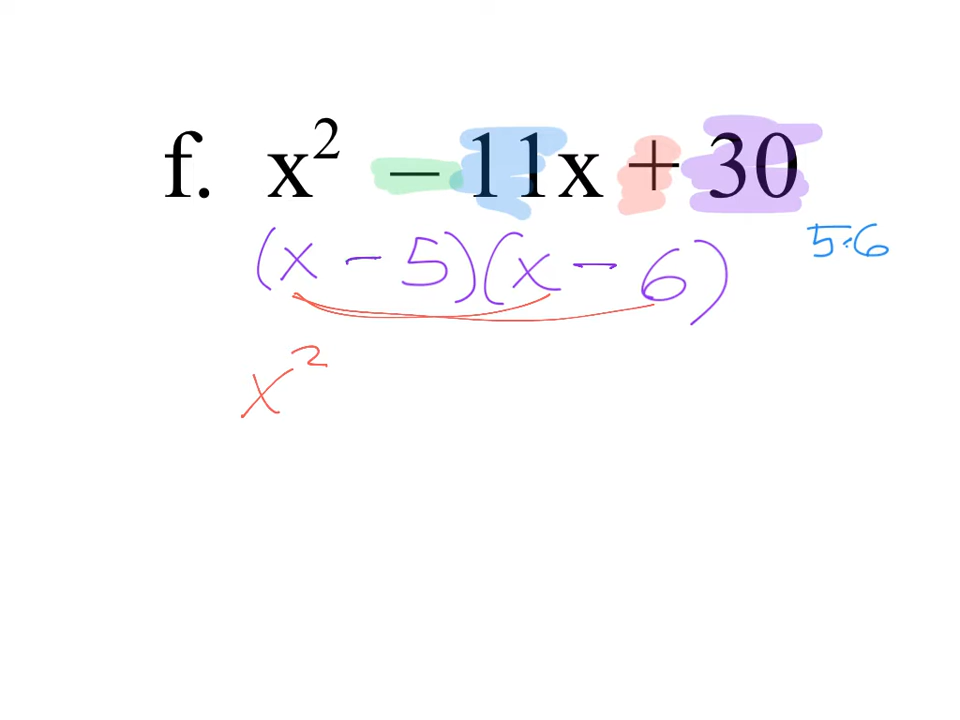 f. x² – 11x + 30
5·6
(x – 5)(x – 6)
x²